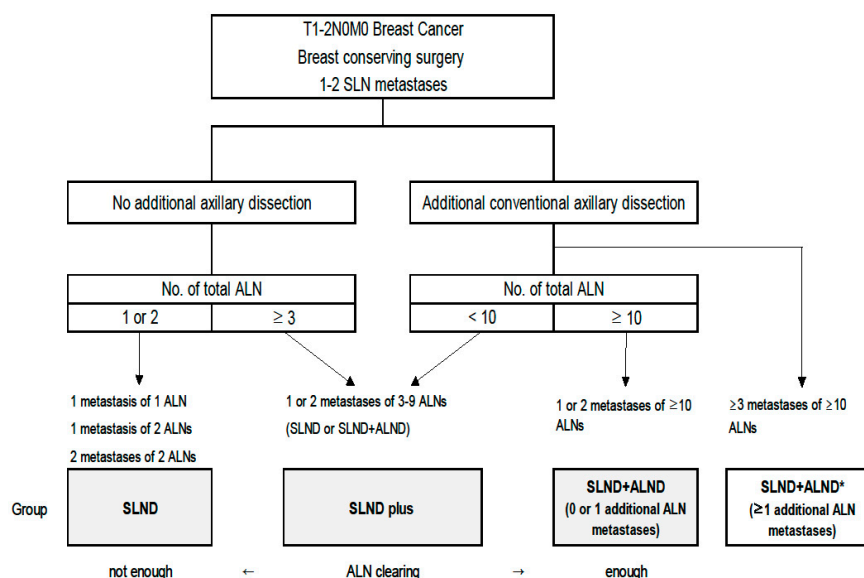 T1-2N0M0 Breast Cancer
Breast conserving surgery
1-2 SLN metastases
No additional axillary dissection
Additional conventional axillary dissection
No. of total ALN
1 or 2
≥ 3
No. of total ALN
< 10
≥ 10
1 metastasis of 1 ALN
1 metastasis of 2 ALNs
2 metastases of 2 ALNs
1 or 2 metastases of 3-9 ALNs
(SLND or SLND+ALND)
1 or 2 metastases of ≥10
ALNs
≥3 metastases of ≥10
ALNs
Group
SLND
SLND plus
SLND+ALND
(0 or 1 additional ALN
metastases)
SLND+ALND*
(≥1 additional ALN
metastases)
not enough ← ALN clearing → enough